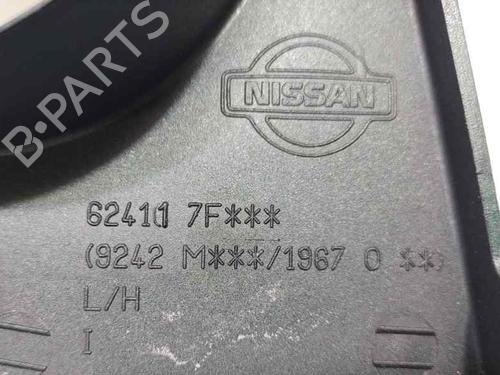 NISSAN
B-PARTS
62411 7F***
(9242 M***/1967 0 **)
L/H
I